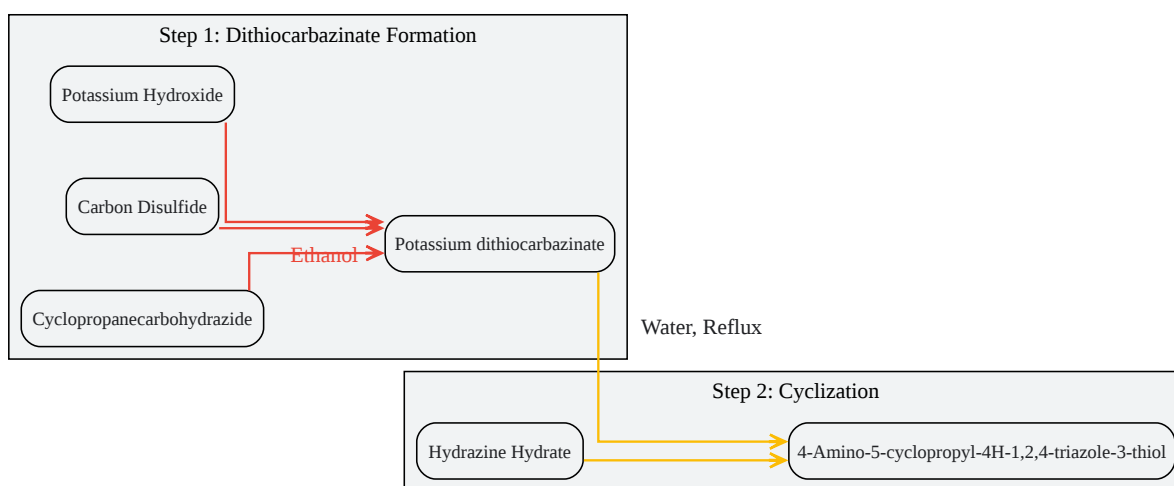 Step 1: Dithiocarbazinate Formation
Potassium Hydroxide
Carbon Disulfide
Potassium dithiocarbazinate
Ethanol
Cyclopropanecarbohydrazide
Water, Reflux
Step 2: Cyclization
Hydrazine Hydrate
4-Amino-5-cyclopropyl-4H-1,2,4-triazole-3-thiol